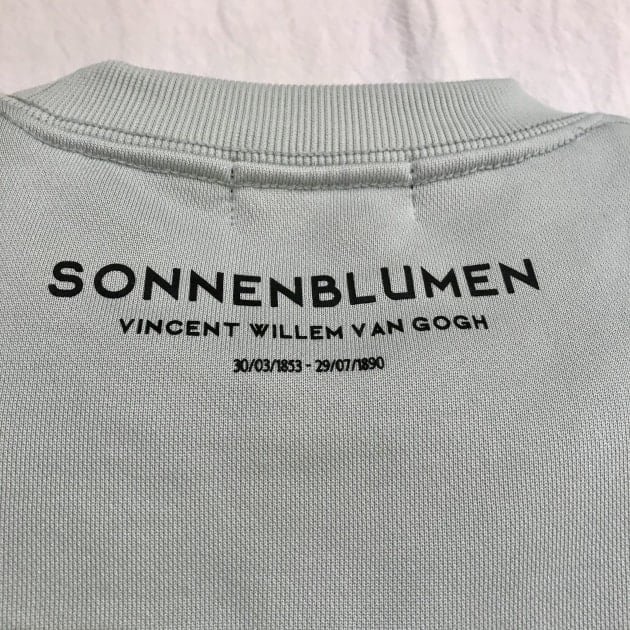 SONNENBLUMEN
VINCENT WILLEM VAN GOGH
30/03/1853 - 29/07/1890